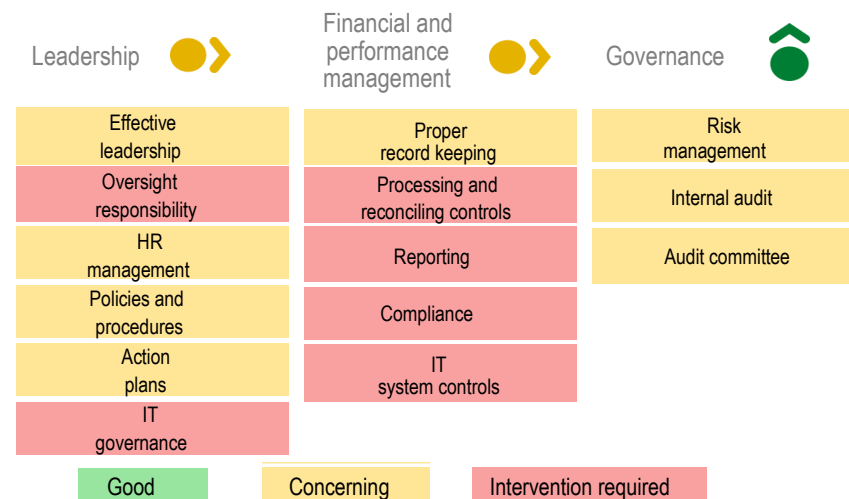 Leadership
Financial and
performance
management
Governance
Effective
leadership
Oversight
responsibility
HR
management
Policies and
procedures
Action
plans
IT
governance
Proper
record keeping
Processing and
reconciling controls
Reporting
Compliance
IT
system controls
Risk
management
Internal audit
Audit committee
Good
Concerning
Intervention required